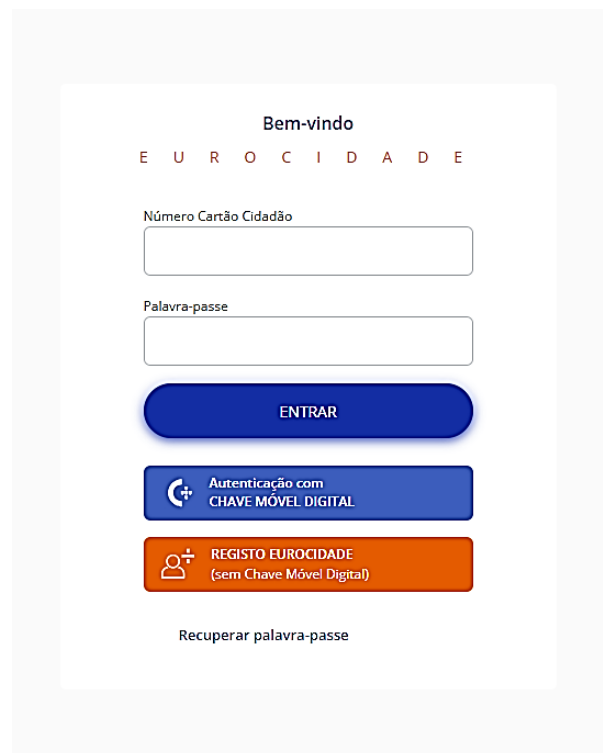 Bem-vindo
E U R O C I D A D E
Número Cartão Cidadão
Palavra-passe
ENTRAR
Autenticação com
CHAVE MÓVEL DIGITAL
REGISTO EUROCIDADE
(sem Chave Móvel Digital)
Recuperar palavra-passe